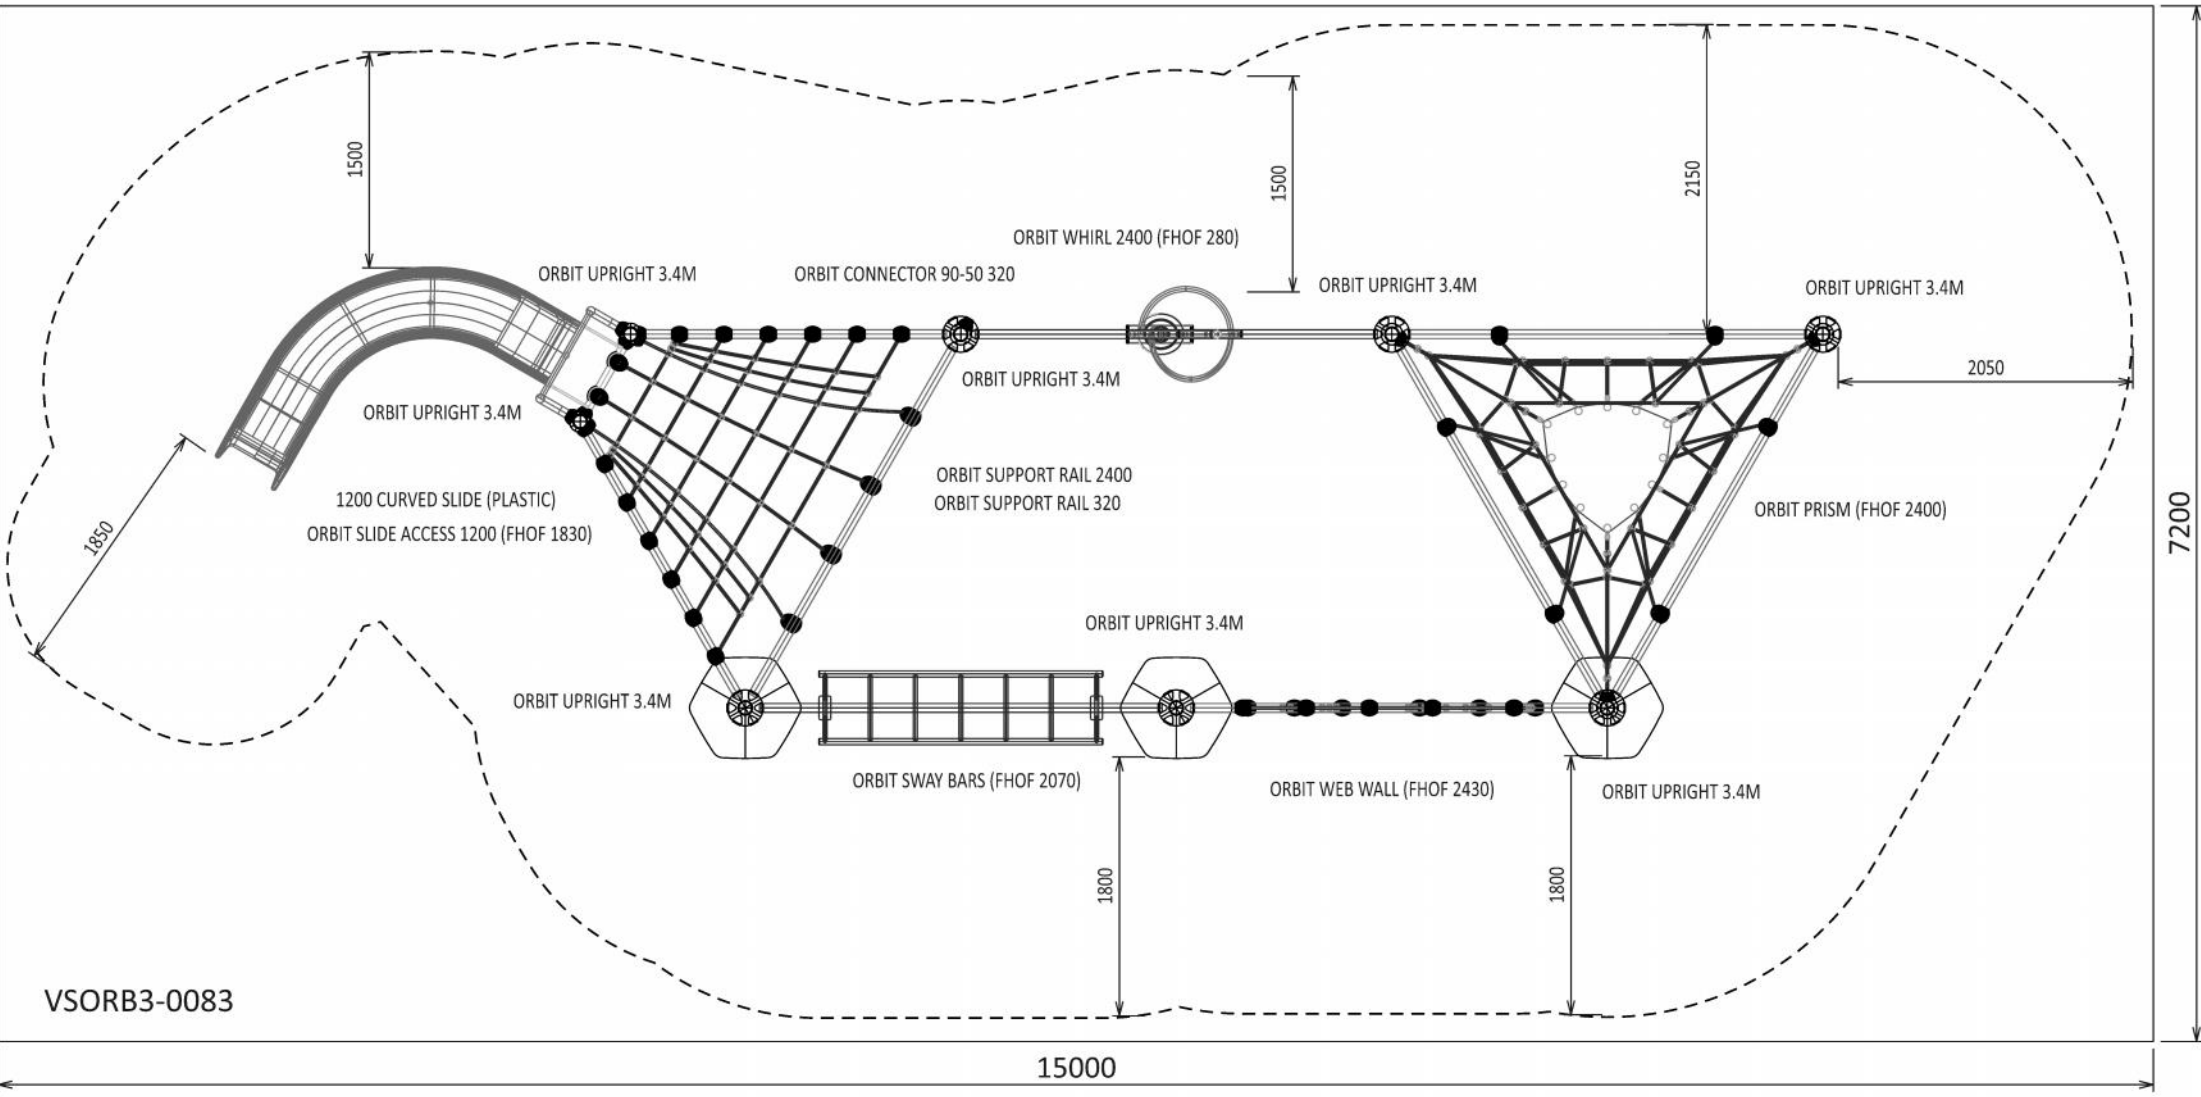 1500
1500
2150
ORBIT WHIRL 2400 (FHOF 280)
ORBIT UPRIGHT 3.4M
ORBIT CONNECTOR 90-50 320
ORBIT UPRIGHT 3.4M
ORBIT UPRIGHT 3.4M
ORBIT UPRIGHT 3.4M
2050
ORBIT UPRIGHT 3.4M
ORBIT SUPPORT RAIL 2400
ORBIT SUPPORT RAIL 320
1200 CURVED SLIDE (PLASTIC)
ORBIT SLIDE ACCESS 1200 (FHOF 1830)
ORBIT PRISM (FHOF 2400)
1850
7200
ORBIT UPRIGHT 3.4M
ORBIT UPRIGHT 3.4M
ORBIT SWAY BARS (FHOF 2070)
ORBIT WEB WALL (FHOF 2430)
ORBIT UPRIGHT 3.4M
1800
1800
VSORB3-0083
15000